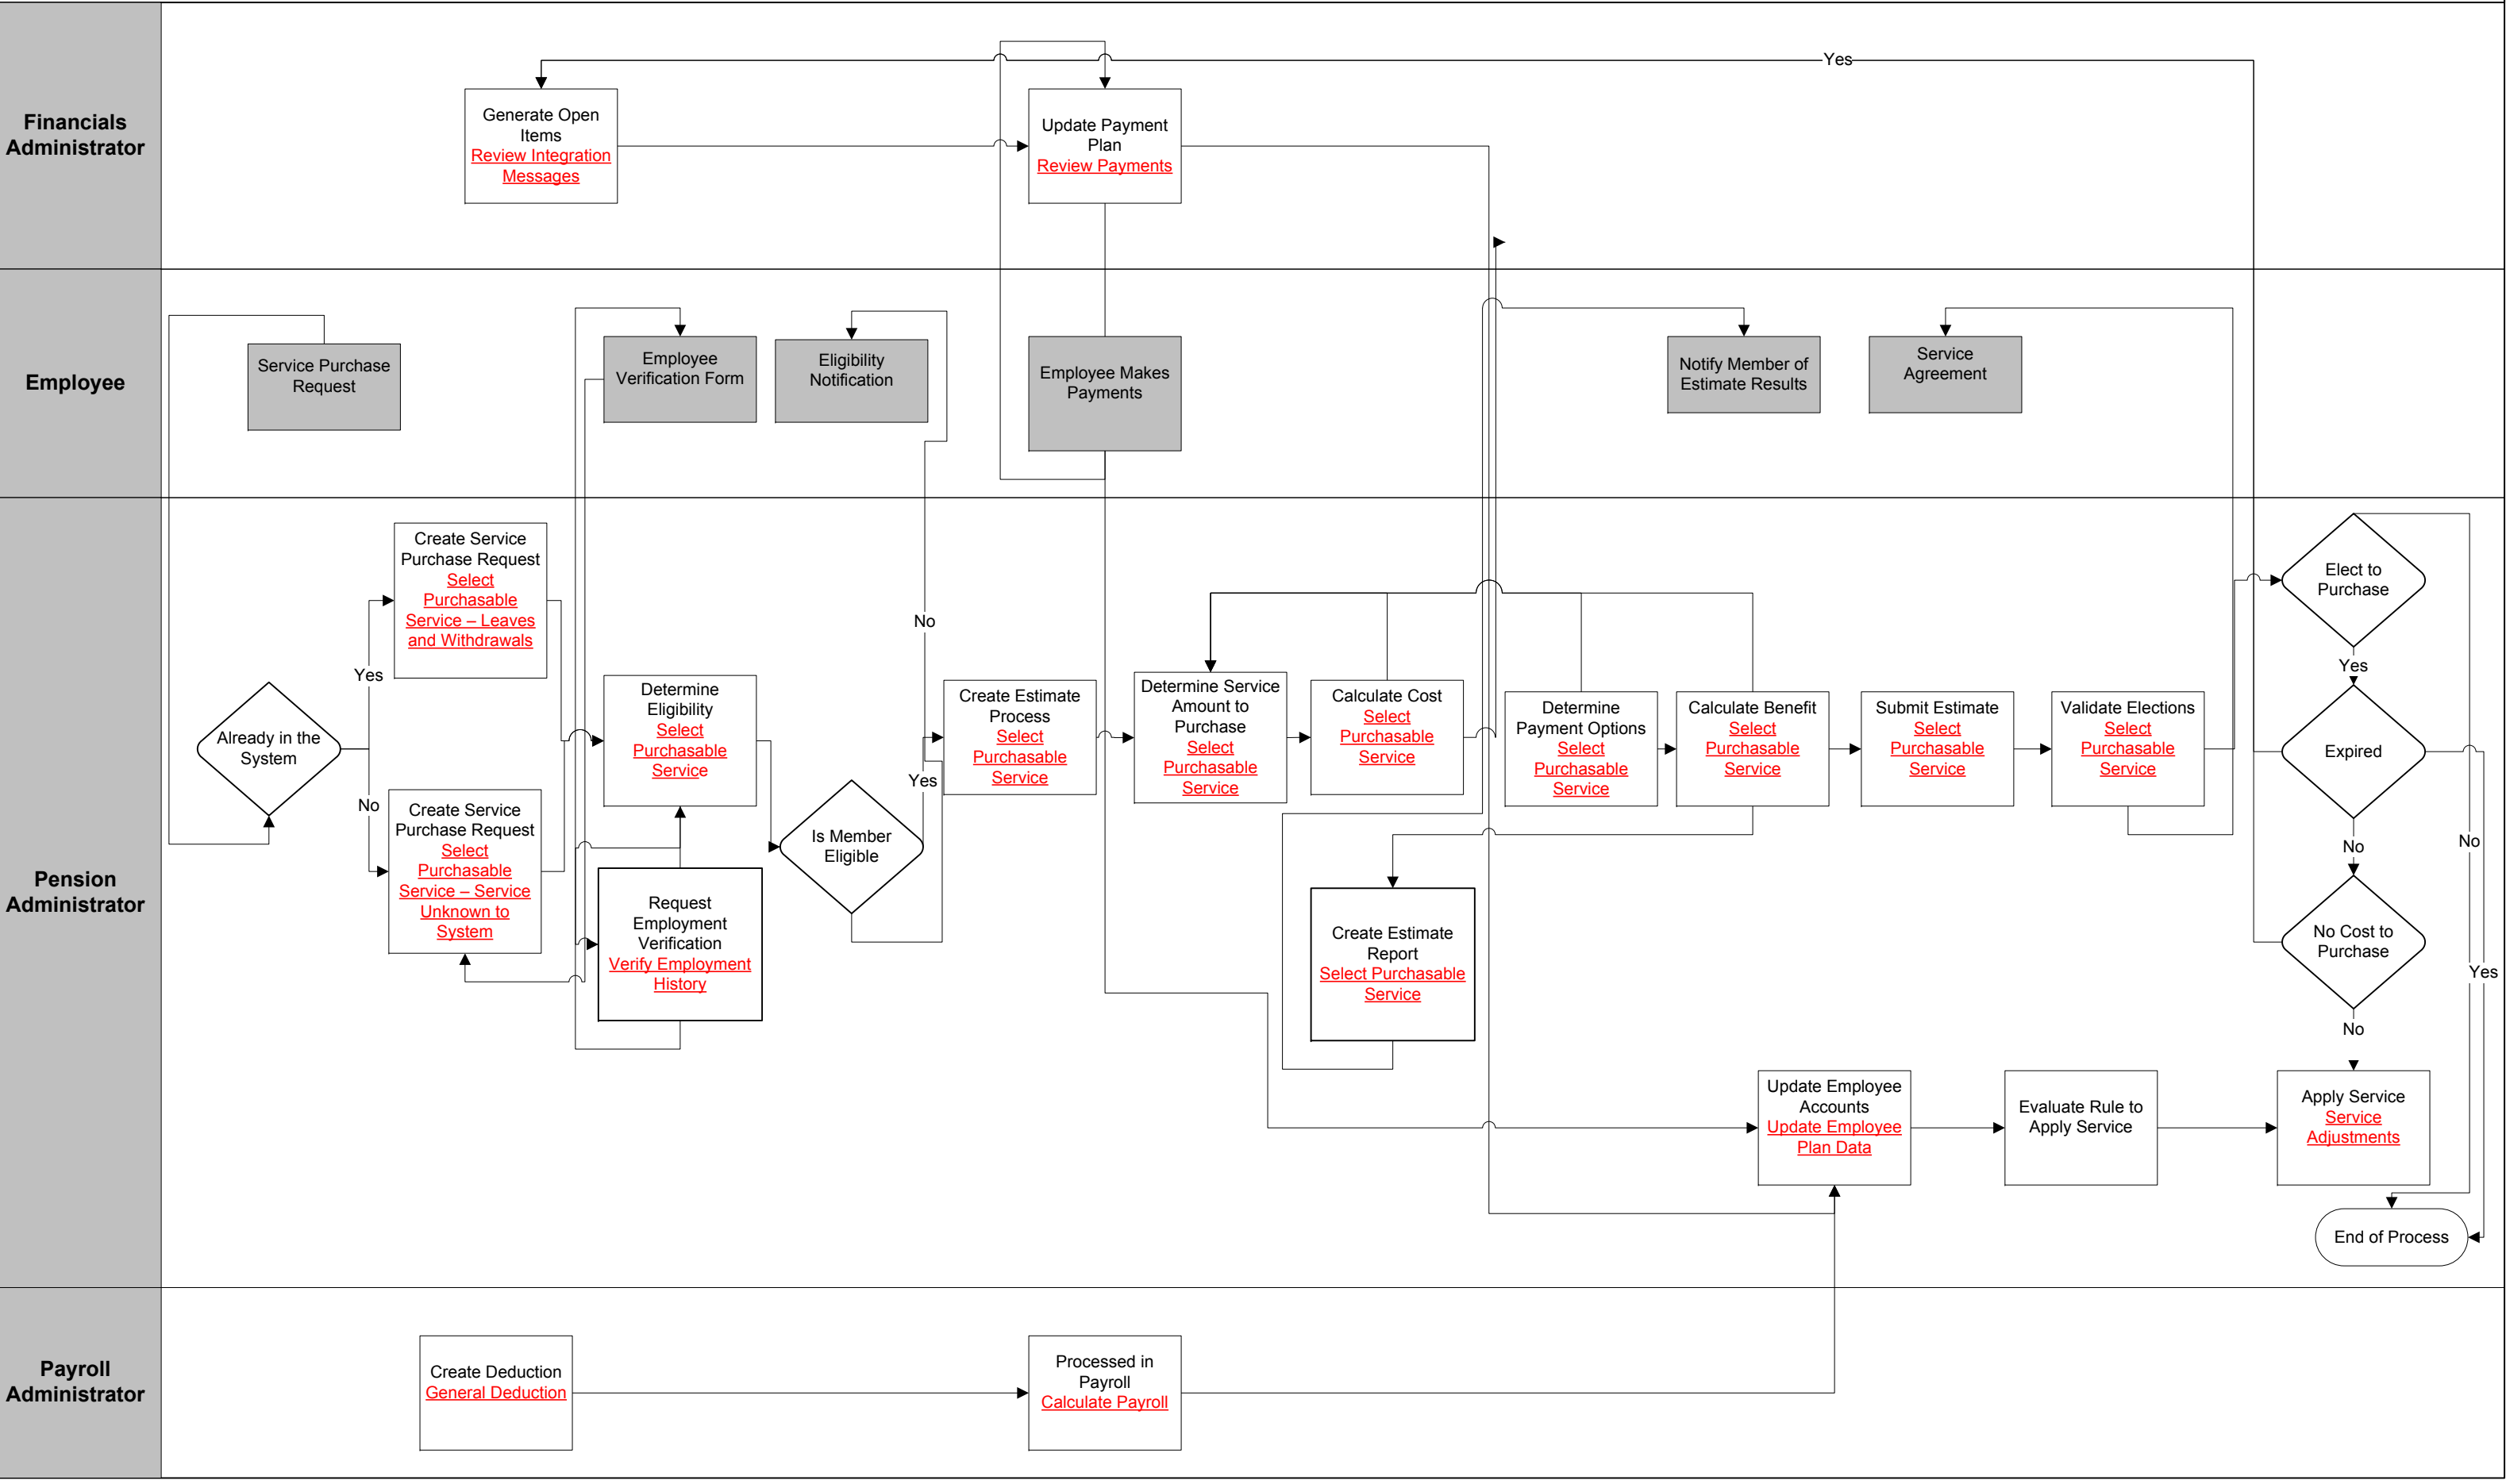 Financials
Administrator
Yes
Generate Open
Items
Review Integration
Messages
Update Payment
Plan
Review Payments
Employee
Service Purchase
Request
Employee
Verification Form
Eligibility
Notification
Employee Makes
Payments
Notify Member of
Estimate Results
Service
Agreement
Pension
Administrator
Already in the
System
Yes
No
Create Service
Purchase Request
Select
Purchasable
Service – Leaves
and Withdrawals
Create Service
Purchase Request
Select
Purchasable
Service – Service
Unknown to
System
Determine
Eligibility
Select
Purchasable
Service
Request
Employment
Verification
Verify Employment
History
Is Member
Eligible
No
Yes
Create Estimate
Process
Select
Purchasable
Service
Determine Service
Amount to
Purchase
Select
Purchasable
Service
Calculate Cost
Select
Purchasable
Service
Create Estimate
Report
Select Purchasable
Service
Determine
Payment Options
Select
Purchasable
Service
Calculate Benefit
Select
Purchasable
Service
Submit Estimate
Select
Purchasable
Service
Validate Elections
Select
Purchasable
Service
Elect to
Purchase
Yes
Expired
No
No
No Cost to
Purchase
Yes
No
Update Employee
Accounts
Update Employee
Plan Data
Evaluate Rule to
Apply Service
Apply Service
Service
Adjustments
End of Process
Payroll
Administrator
Create Deduction
General Deduction
Processed in
Payroll
Calculate Payroll